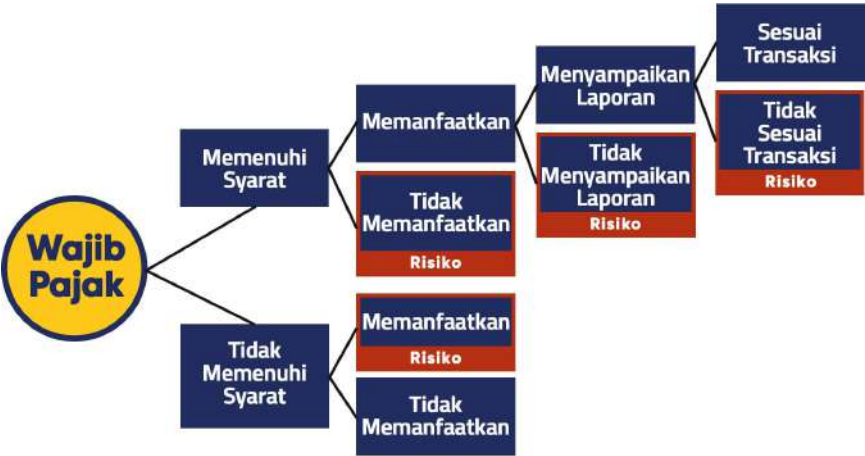 Wajib
Pajak
Memenuhi
Syarat
Memanfaatkan
Menyampaikan
Laporan
Sesuai
Transaksi
Tidak
Sesuai
Transaksi
Risiko
Tidak
Menyampaikan
Laporan
Risiko
Tidak
Memanfaatkan
Risiko
Tidak
Memenuhi
Syarat
Memanfaatkan
Risiko
Tidak
Memanfaatkan